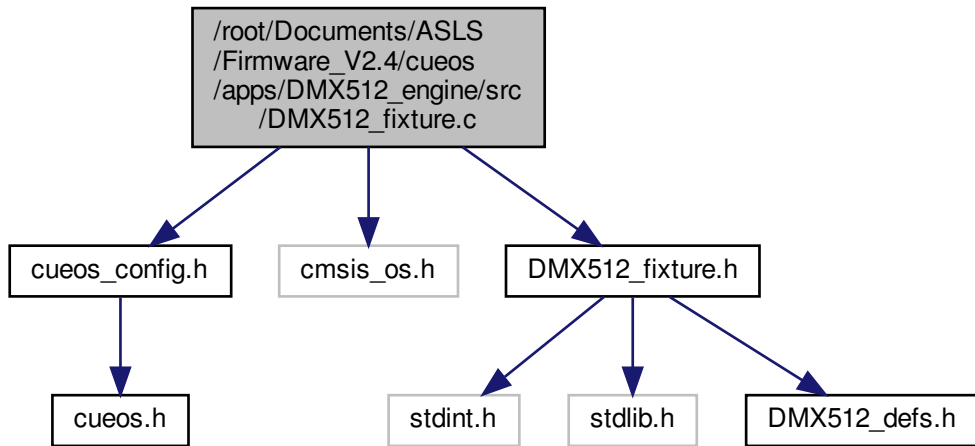 /root/Documents/ASLS
/Firmware_V2.4/cueos
/apps/DMX512_engine/src
/DMX512_fixture.c
cueos_config.h
cmsis_os.h
DMX512_fixture.h
cueos.h
stdint.h
stdlib.h
DMX512_defs.h